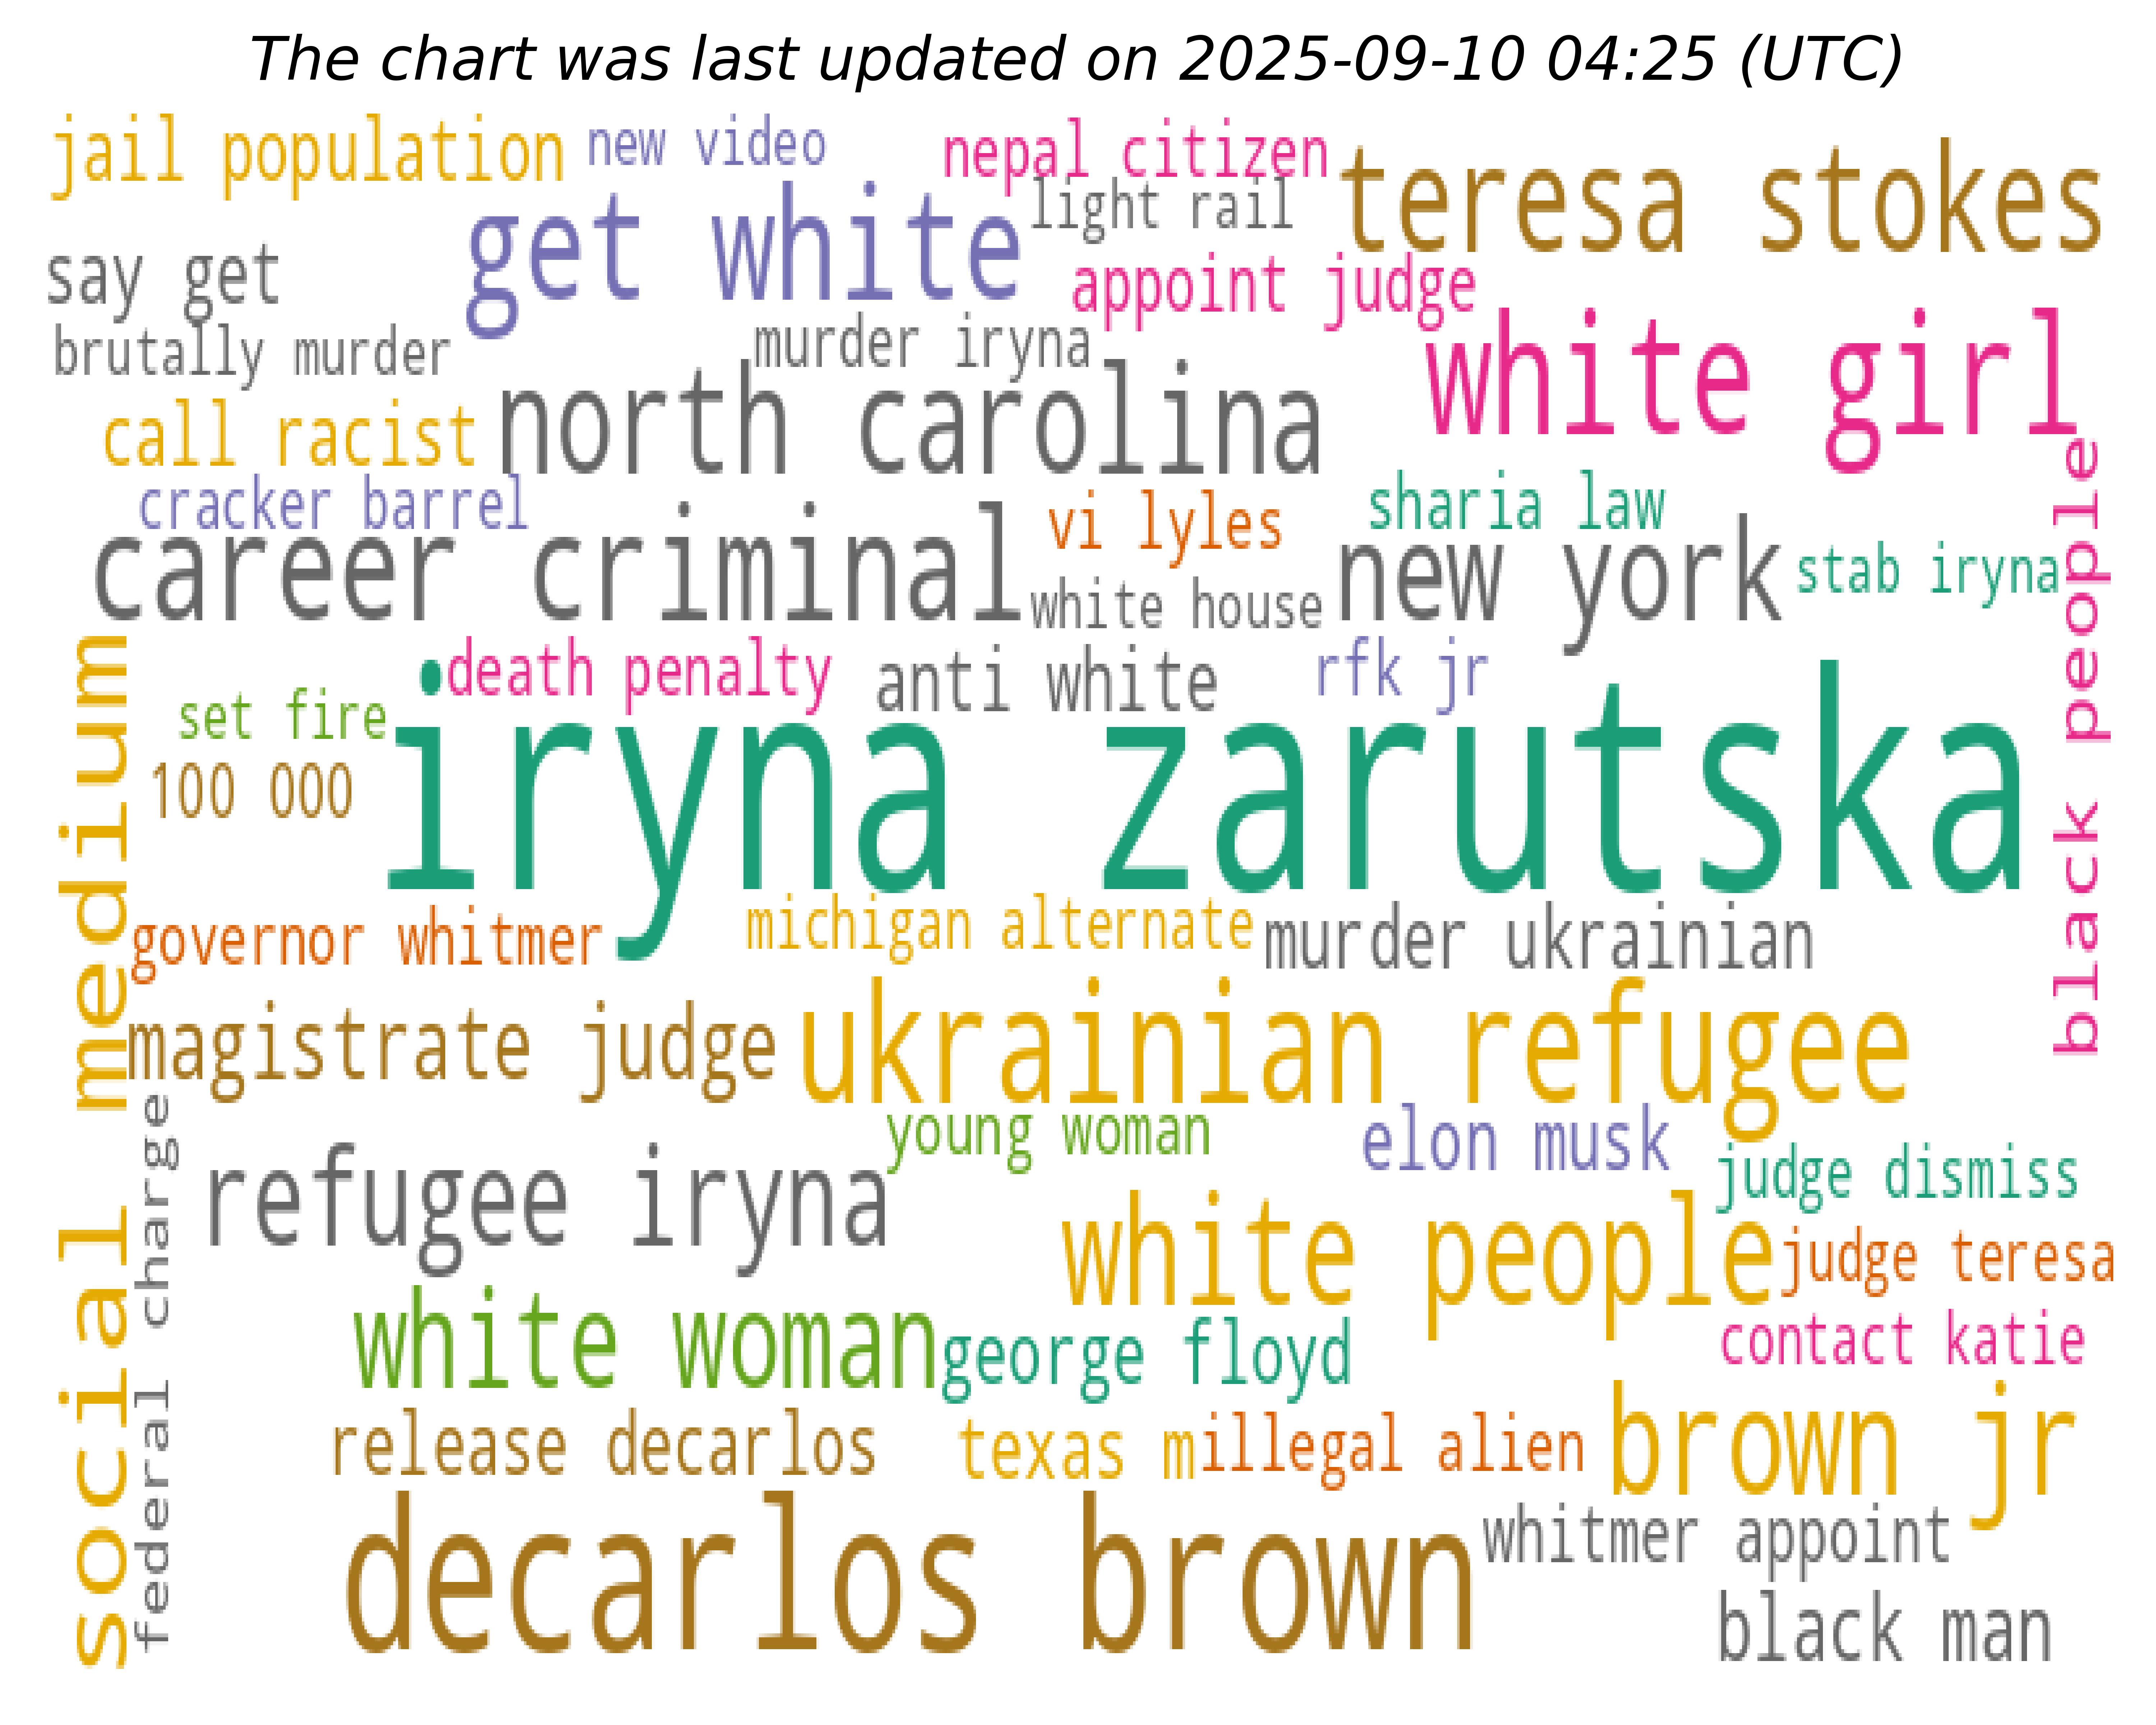 The chart was last updated on 2025-09-10 04:25 (UTC)
jail population
new video
nepal citizen
teresa stokes
light rail
get white
say get
appoint judge
white girl
brutally murder
murder iryna
north carolina
call racist
black people
cracker barrel
vi lyles
sharia law
career criminal
new york
stab iryna
white house
death penalty
anti white
rfk jr
social medium
set fire
iryna zarutska
100 000
governor whitmer
michigan alternate
murder ukrainian
magistrate judge
ukrainian refugee
young woman
elon musk
federal charge
refugee iryna
judge dismiss
white people
judge teresa
white woman
george floyd
contact katie
release decarlos
texas m
illegal alien
brown jr
decarlos brown
whitmer appoint
black man